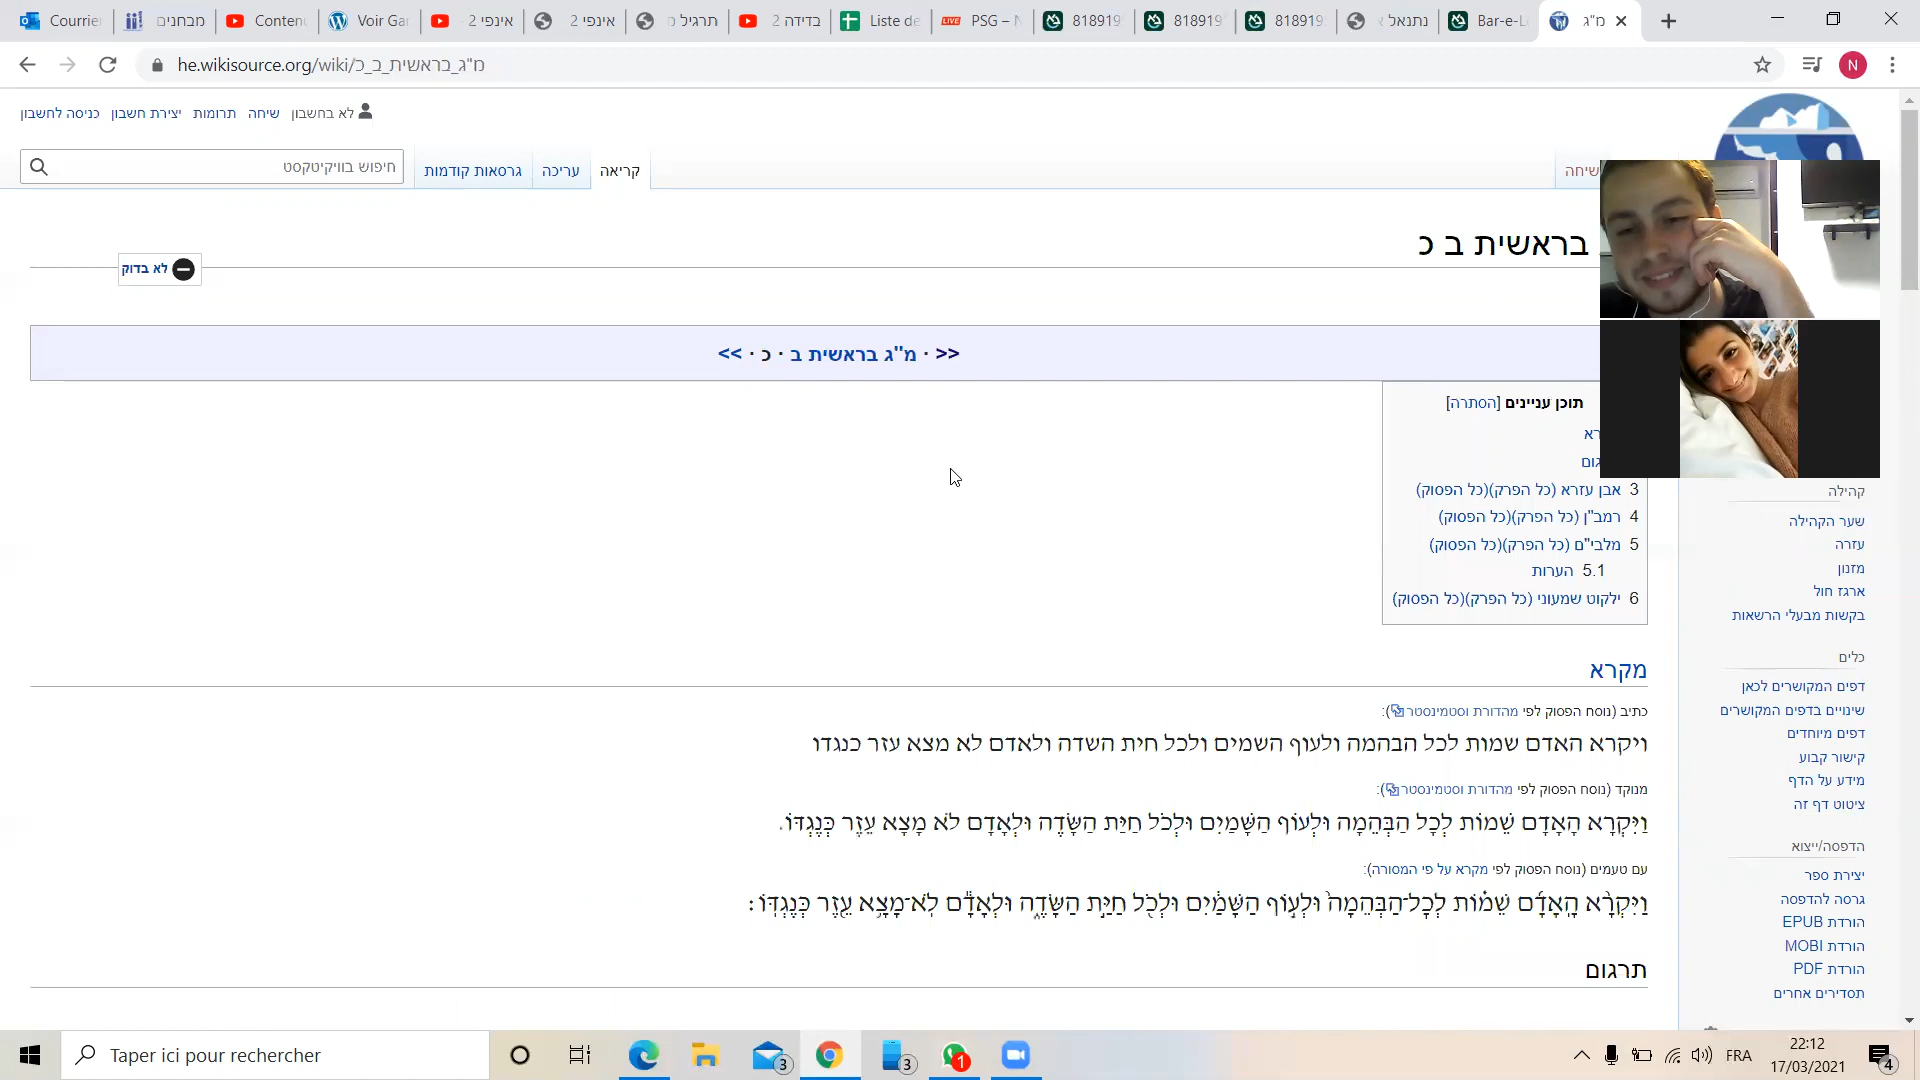 Courrie
מבחנים
Conten
Voir Ga
אינפי 2 -
אינפי 2
תרגיל מ
בדידה 2
Liste de
LIVE PSG – N
818919
818919
818919
נתנאל א
Bar-e-L
מ"ג
he.wikisource.org/wiki/מ"ג_בראשית_ב_כ
N
לא בחשבון שיחה תרומות יצירת חשבון כניסה לחשבון
שיחה
קריאה עריכה גרסאות קודמות
חיפוש בוויקיטקסט
בראשית ב כ
לא בדוק
<< · מ"ג בראשית ב · כ · >>
תוכן עניינים [הסתרה]
3 אבן עזרא (כל הפרק)(כל הפסוק)
4 רמב"ן (כל הפרק)(כל הפסוק)
5 מלבי"ם (כל הפרק)(כל הפסוק)
5.1 הערות
6 ילקוט שמעוני (כל הפרק)(כל הפסוק)
מקרא
כתיב (נוסח הפסוק לפי מהדורת וסטמינסטר):
ויקרא האדם שמות לכל הבהמה ולעוף השמים ולכל חית השדה ולאדם לא מצא עזר כנגדו
מנוקד (נוסח הפסוק לפי מהדורת וסטמינסטר):
וַיִּקְרָא הָאָדָם שֵׁמוֹת לְכָל הַבְּהֵמָה וּלְעוֹף הַשָּׁמַיִם וּלְכֹל חַיַּת הַשָּׂדֶה וּלְאָדָם לֹא מָצָא עֵזֶר כְּנֶגְדּוֹ.
עם טעמים (נוסח הפסוק לפי מקרא על פי המסורה):
וַיִּקְרָ֨א הָֽאָדָ֜ם שֵׁמ֗וֹת לְכׇל־הַבְּהֵמָה֙ וּלְע֣וֹף הַשָּׁמַ֔יִם וּלְכֹ֖ל חַיַּ֣ת הַשָּׂדֶ֑ה וּלְאָדָ֕ם לֹֽא־מָצָ֥א עֵ֖זֶר כְּנֶגְדּֽוֹ׃
תרגום
קהילה
שער הקהילה
עזרה
מזנון
ארגז חול
בקשות מבעלי הרשאות
כלים
דפים המקושרים לכאן
שינויים בדפים המקושרים
דפים מיוחדים
קישור קבוע
מידע על הדף
ציטוט דף זה
הדפסה/ייצוא
יצירת ספר
גרסה להדפסה
הורדת EPUB
הורדת MOBI
הורדת PDF
תסדירים אחרים
Taper ici pour rechercher
3
3
1
FRA
22:12
17/03/2021
4